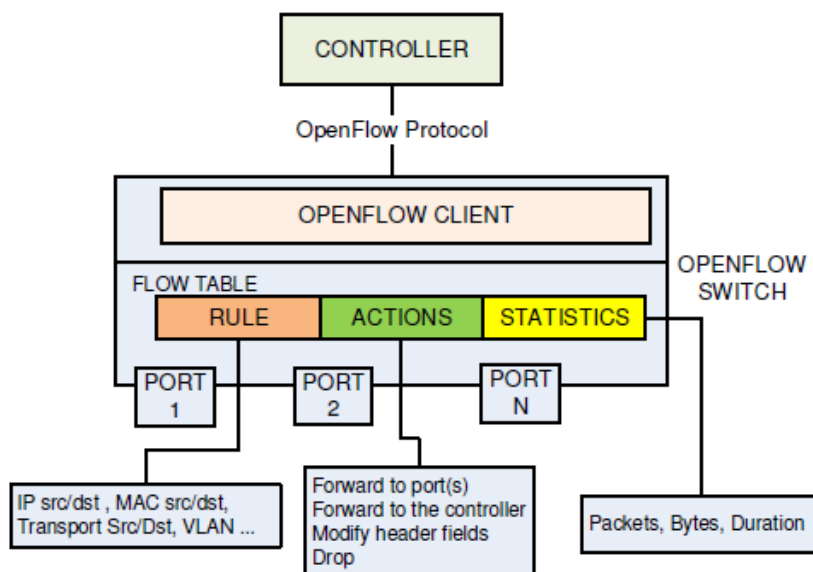 CONTROLLER
OpenFlow Protocol
OPENFLOW CLIENT
OPENFLOW
SWITCH
FLOW TABLE
RULE
ACTIONS
STATISTICS
PORT
1
PORT
2
PORT
N
IP src/dst , MAC src/dst,
Transport Src/Dst, VLAN ...
Forward to port(s)
Forward to the controller
Modify header fields
Drop
Packets, Bytes, Duration